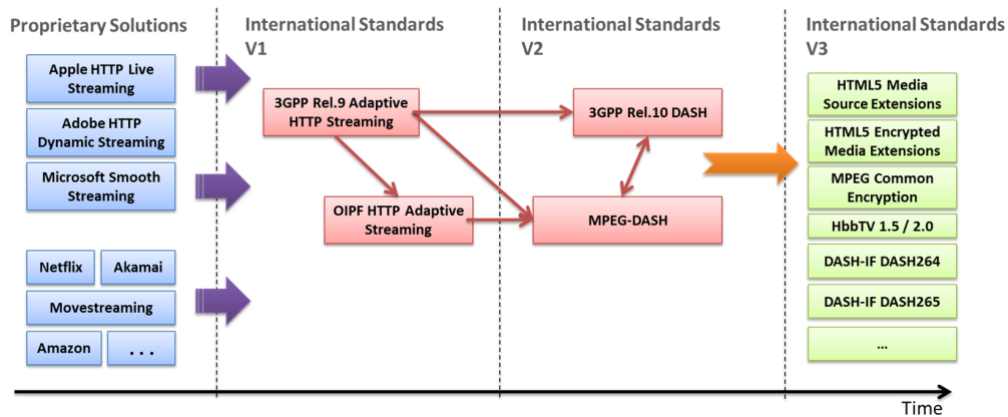 Proprietary Solutions
Apple HTTP Live
Streaming
Adobe HTTP
Dynamic Streaming
Microsoft Smooth
Streaming
Netflix
Akamai
Movestreaming
Amazon
. . .
International Standards
V1
3GPP Rel.9 Adaptive
HTTP Streaming
OIPF HTTP Adaptive
Streaming
International Standards
V2
3GPP Rel.10 DASH
MPEG-DASH
International Standards
V3
HTML5 Media
Source Extensions
HTML5 Encrypted
Media Extensions
MPEG Common
Encryption
HbbTV 1.5 / 2.0
DASH-IF DASH264
DASH-IF DASH265
...
Time